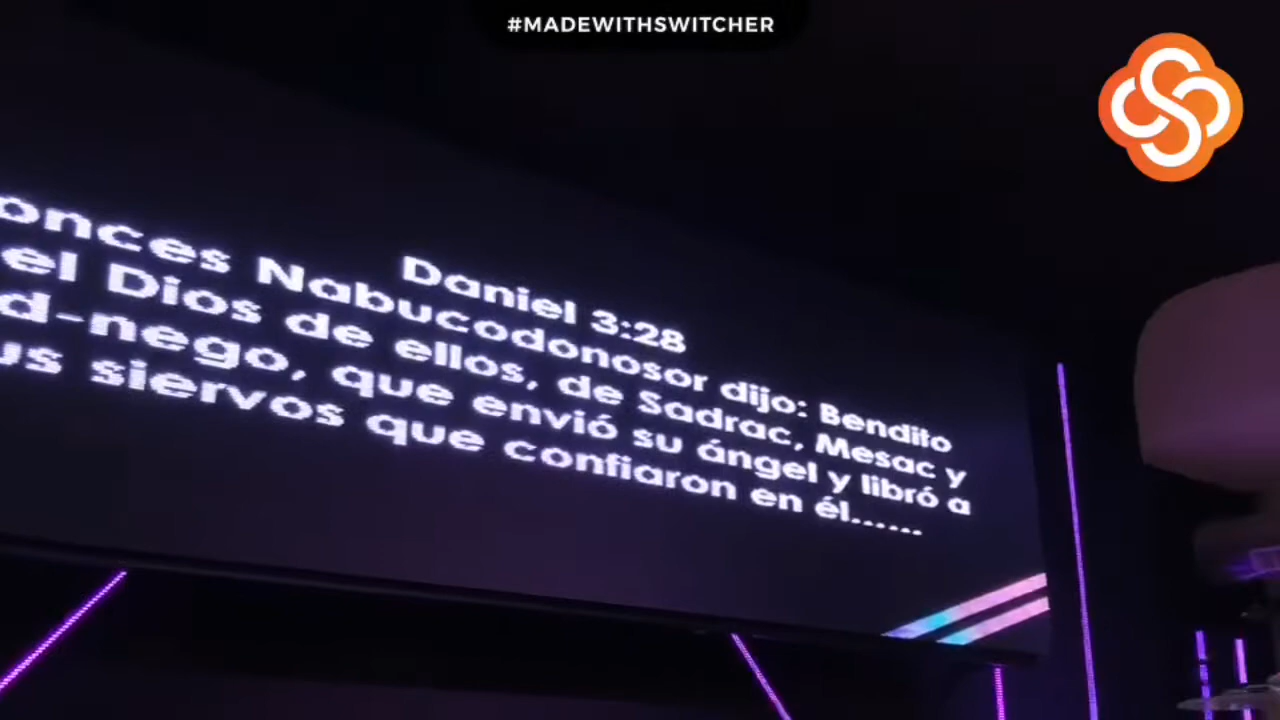 #MADEWITHSWITCHER
Daniel 3:28
onces Nabucodonosor dijo: Bendito
el Dios de ellos, de Sadrac, Mesac y
d-nego, que envió su ángel y libró a
us siervos que confiaron en él......